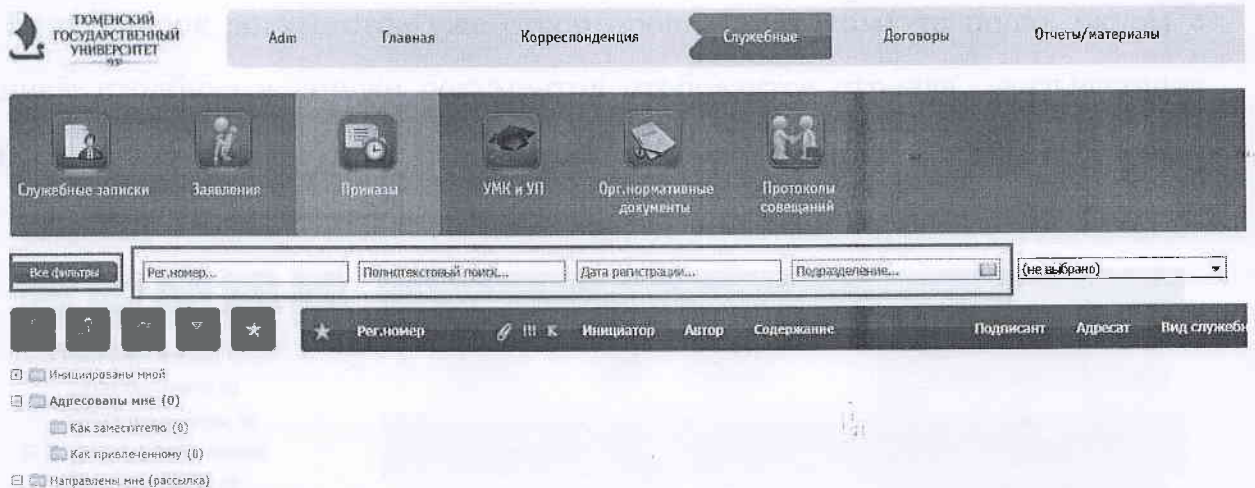 ТЮМЕНСКИЙ
ГОСУДАРСТВЕННЫЙ
УНИВЕРСИТЕТ
Adm Главная Корреспонденция Служебные Договоры Отчеты/материалы
Служебные записки Заявления Приказы УМК и УП Орг.нормативные документы Протоколы совещаний
Все фильтры Рег.номер... Полнотекстовый поиск... Дата регистрации... Подразделение... (не выбрано)
Рег.номер !!! К Инициатор Автор Содержание Подписант Адресат Вид служебн
Инициированы мной
Адресованы мне (0)
Как заместителю (0)
Как привлеченному (0)
Направлены мне (рассылка)